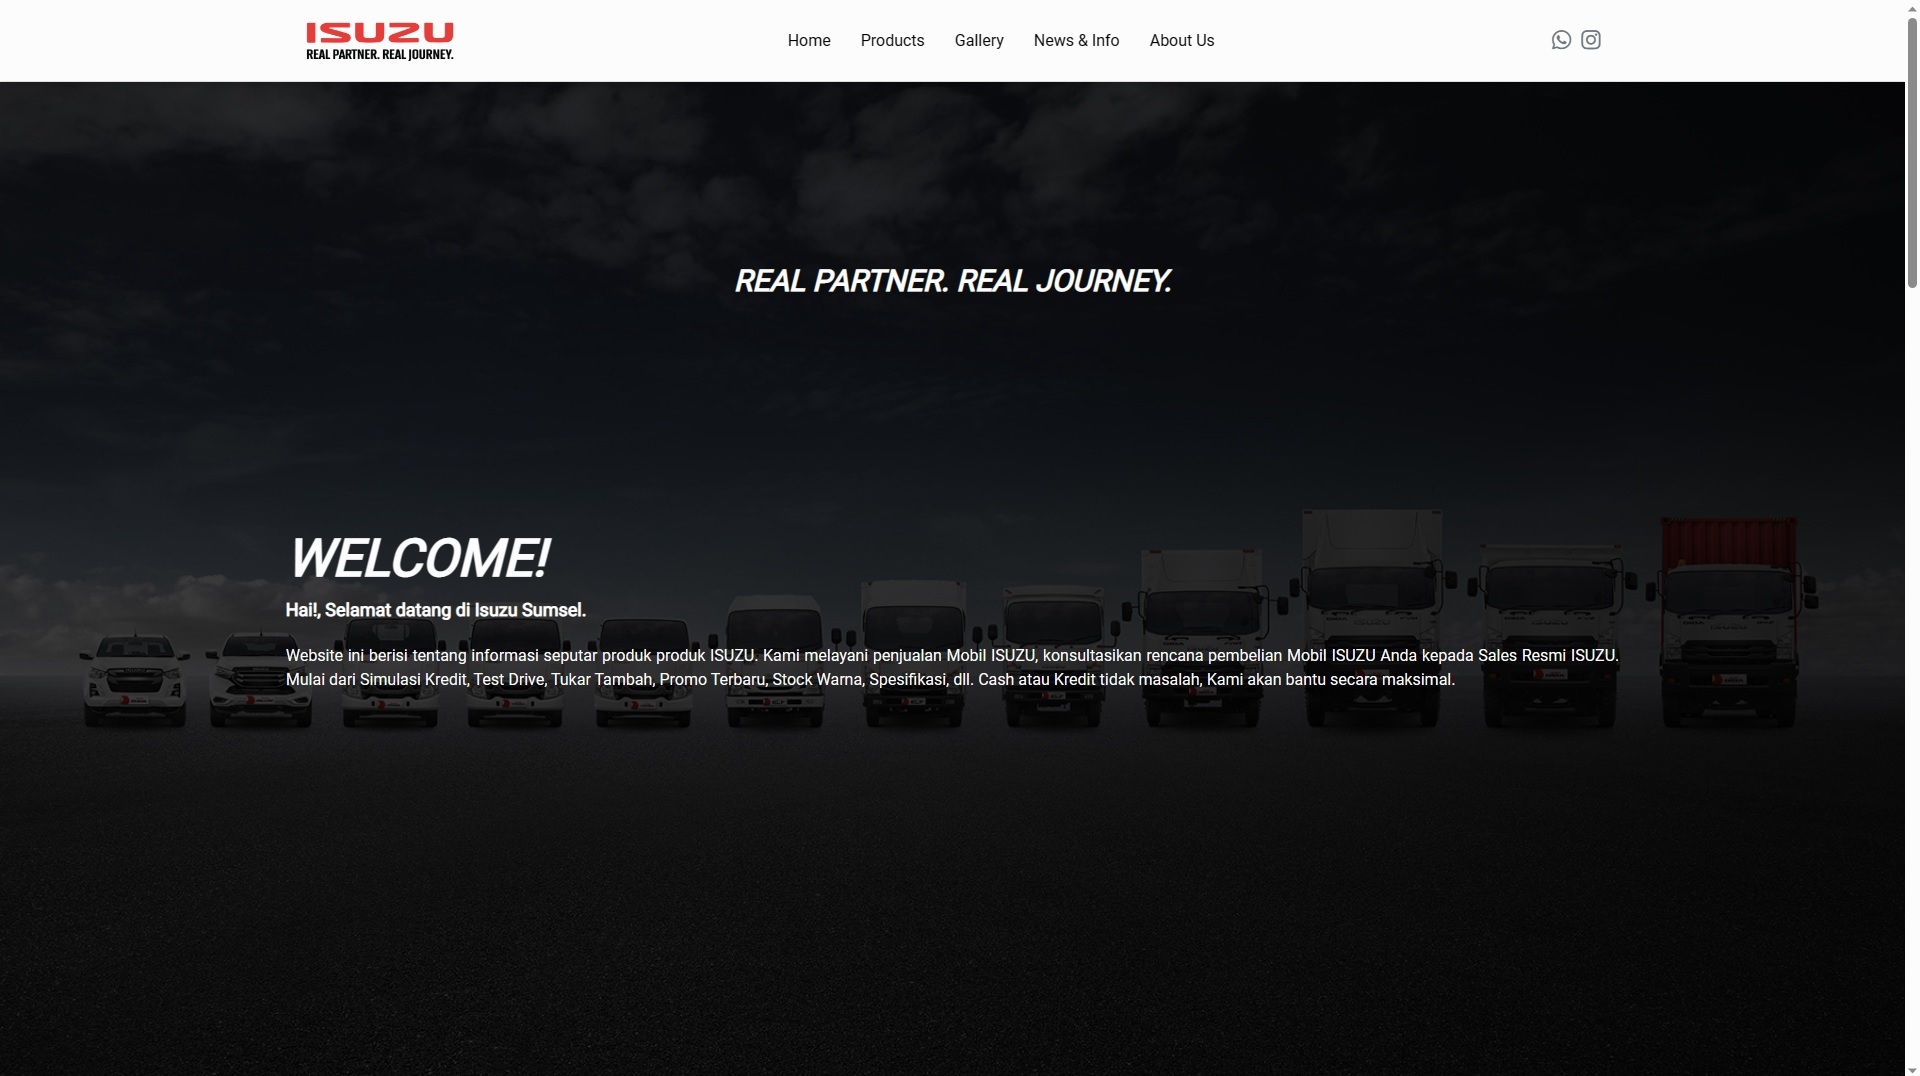 ISUZU
REAL PARTNER. REAL JOURNEY.
Home
Products
Gallery
News & Info
About Us
REAL PARTNER. REAL JOURNEY.
WELCOME!
Hai!, Selamat datang di Isuzu Sumsel.
Website ini berisi tentang informasi seputar produk produk ISUZU. Kami melayani penjualan Mobil ISUZU, konsultasikan rencana pembelian Mobil ISUZU Anda kepada Sales Resmi ISUZU.
Mulai dari Simulasi Kredit, Test Drive, Tukar Tambah, Promo Terbaru, Stock Warna, Spesifikasi, dll. Cash atau Kredit tidak masalah, Kami akan bantu secara maksimal.